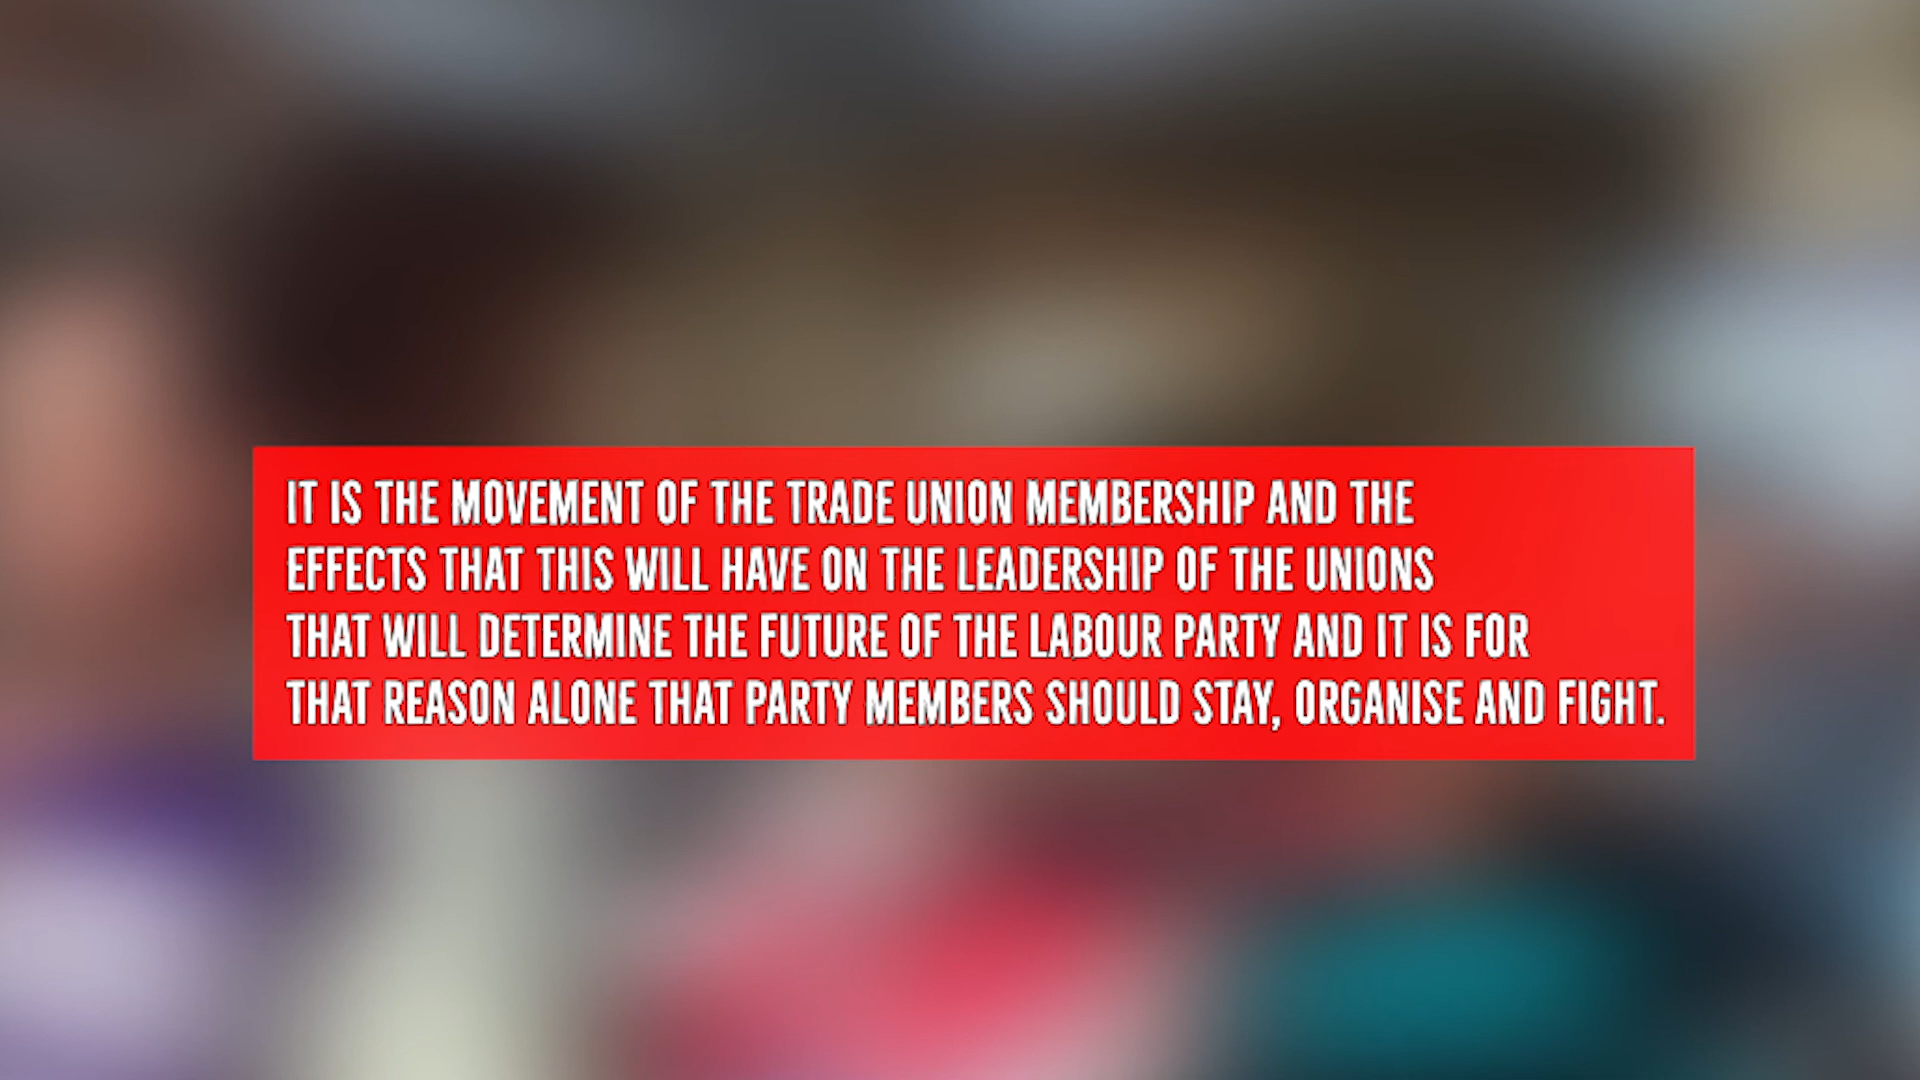 IT IS THE MOVEMENT OF THE TRADE UNION MEMBERSHIP AND THE
EFFECTS THAT THIS WILL HAVE ON THE LEADERSHIP OF THE UNIONS
THAT WILL DETERMINE THE FUTURE OF THE LABOUR PARTY AND IT IS FOR
THAT REASON ALONE THAT PARTY MEMBERS SHOULD STAY, ORGANISE AND FIGHT.